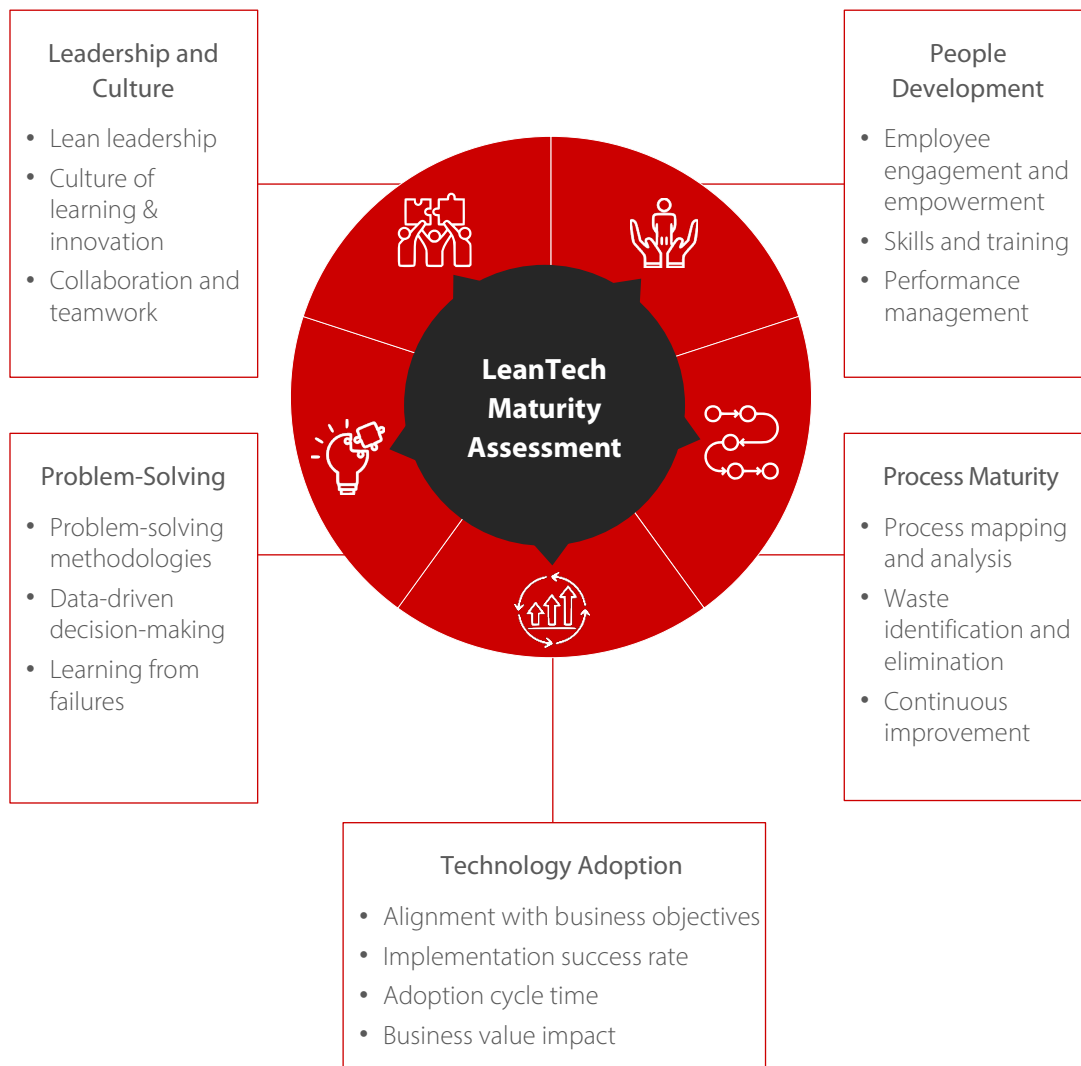 Leadership and
Culture
• Lean leadership
• Culture of
learning &
innovation
• Collaboration and
teamwork
People
Development
• Employee
engagement and
empowerment
• Skills and training
• Performance
management
LeanTech
Maturity
Assessment
Problem-Solving
• Problem-solving
methodologies
• Data-driven
decision-making
• Learning from
failures
Process Maturity
• Process mapping
and analysis
• Waste
identification and
elimination
• Continuous
improvement
Technology Adoption
• Alignment with business objectives
• Implementation success rate
• Adoption cycle time
• Business value impact